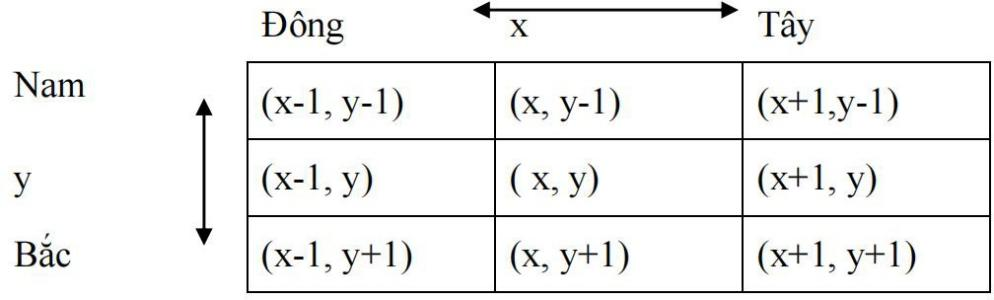 Đông x Tây
Nam (x-1, y-1) (x, y-1) (x+1,y-1)
y (x-1, y) ( x, y) (x+1, y)
Bắc (x-1, y+1) (x, y+1) (x+1, y+1)